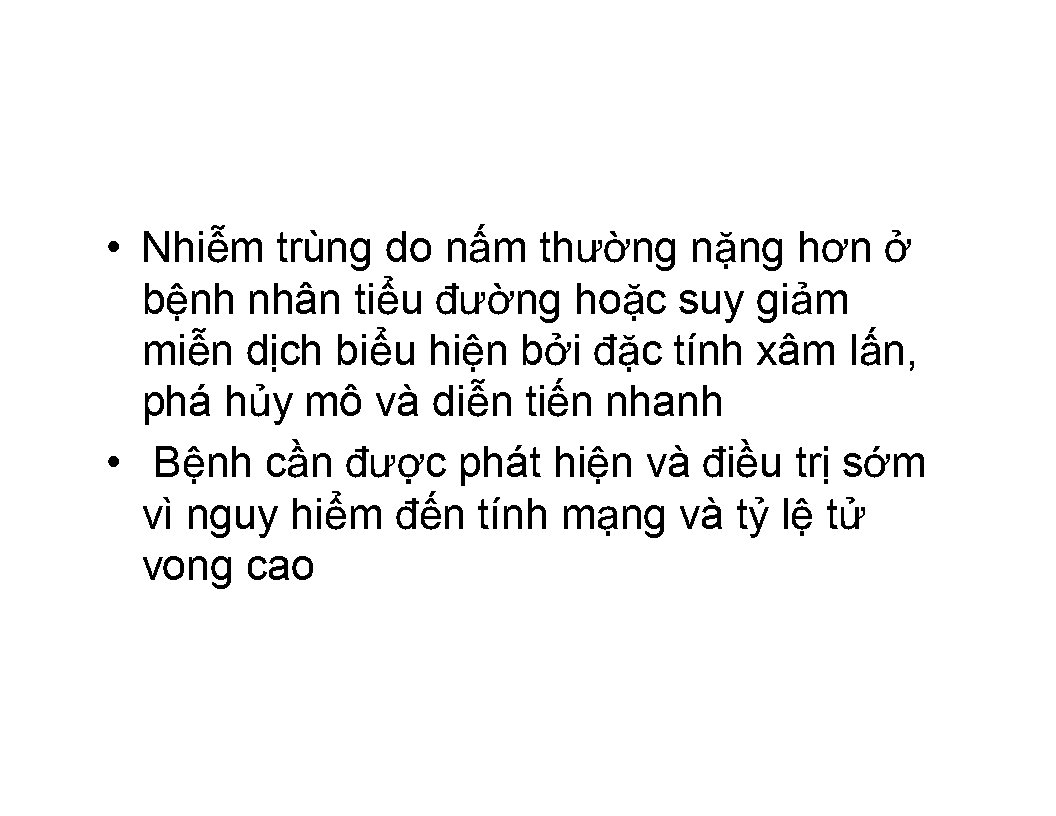 • Nhiễm trùng do nấm thường nặng hơn ở
bệnh nhân tiểu đường hoặc suy giảm
miễn dịch biểu hiện bởi đặc tính xâm lấn,
phá hủy mô và diễn tiến nhanh
• Bệnh cần được phát hiện và điều trị sớm
vì nguy hiểm đến tính mạng và tỷ lệ tử
vong cao